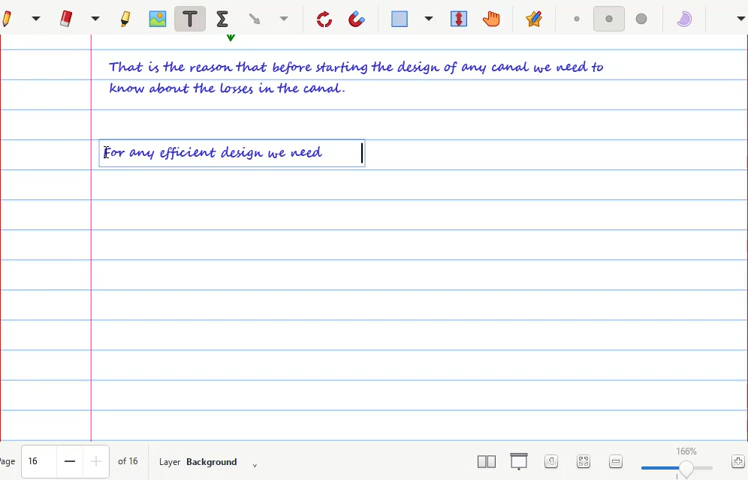 That is the reason that before starting the design of any canal we need to
know about the losses in the canal.
For any efficient design we need
Page 16 of 16 Layer Background 166%